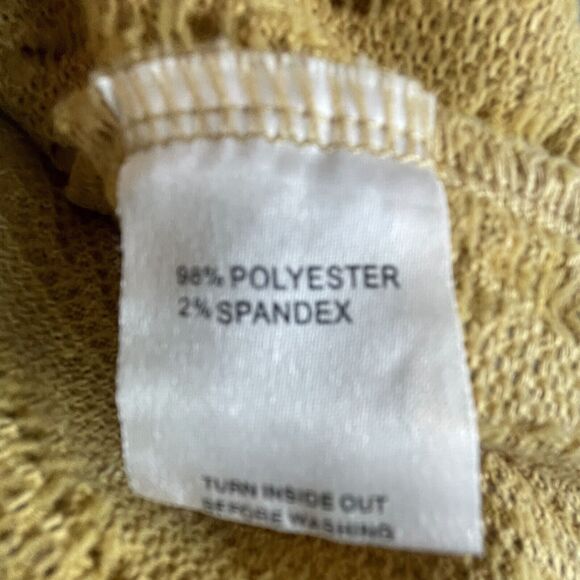 98% POLYESTER
2% SPANDEX
TURN INSIDE OUT
BEFORE WASHING